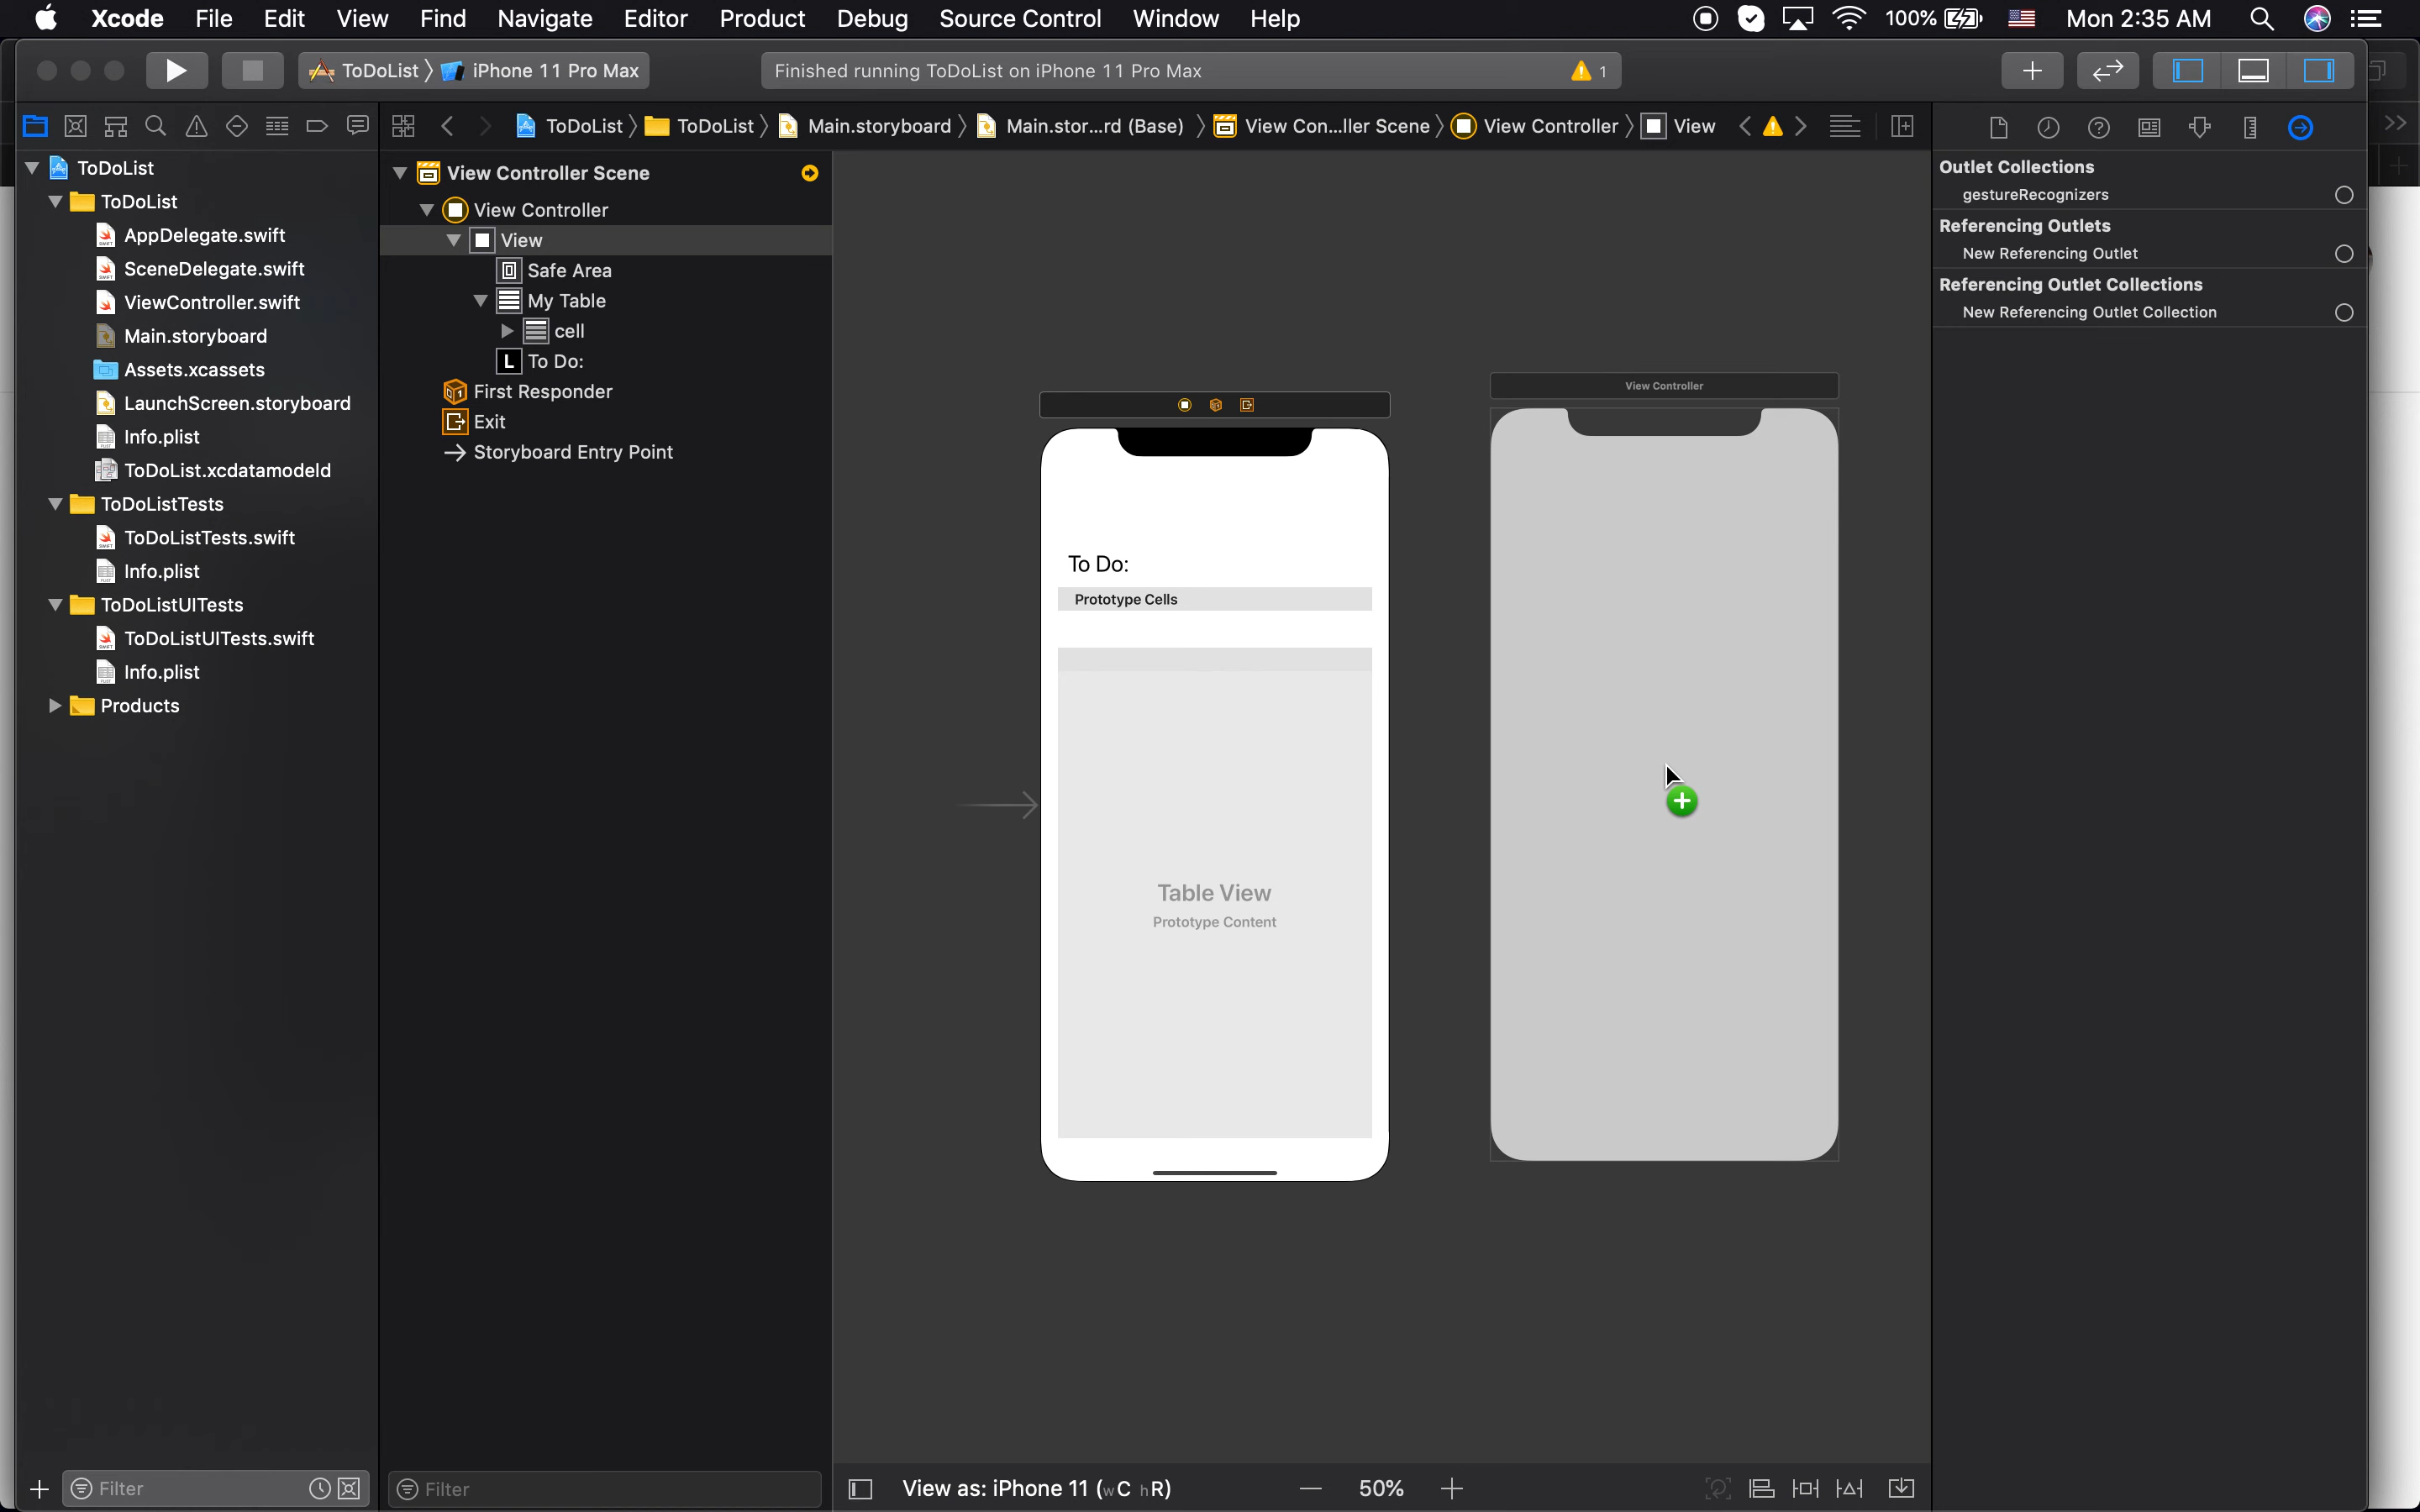 Xcode File Edit View Find Navigate Editor Product Debug Source Control Window Help 100% Mon 2:35 AM
ToDoList iPhone 11 Pro Max Finished running ToDoList on iPhone 11 Pro Max 1
ToDoList ToDoList Main.storyboard Main.stor...rd (Base) View Con...ller Scene View Controller View
ToDoList
ToDoList
AppDelegate.swift
SceneDelegate.swift
ViewController.swift
Main.storyboard
Assets.xcassets
LaunchScreen.storyboard
Info.plist
ToDoList.xcdatamodeld
ToDoListTests
ToDoListTests.swift
Info.plist
ToDoListUITests
ToDoListUITests.swift
Info.plist
Products
Filter
View Controller Scene
View Controller
View
Safe Area
My Table
cell
L To Do:
First Responder
Exit
Storyboard Entry Point
Filter
To Do:
Prototype Cells
Table View
Prototype Content
View Controller
View as: iPhone 11 (wC hR) 50%
Outlet Collections
gestureRecognizers
Referencing Outlets
New Referencing Outlet
Referencing Outlet Collections
New Referencing Outlet Collection